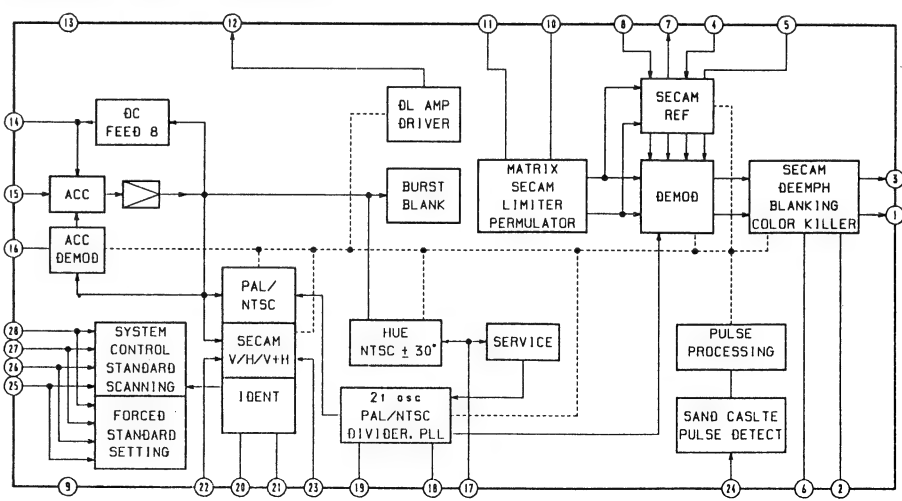 13
12
11
10
8
7
4
5
14
DC
FEED 8
DL AMP
DRIVER
SECAM
REF
15
ACC
BURST
BLANK
MATRIX
SECAM
LIMITER
PERMULATOR
DEMOD
SECAM
DEEMPH
BLANKING
COLOR KILLER
3
1
16
ACC
DEMOD
PAL/
NTSC
SECAM
V/H/V+H
IDENT
HUE
NTSC ± 30°
SERVICE
PULSE
PROCESSING
28
27
26
25
SYSTEM
CONTROL
STANDARD
SCANNING
FORCED
STANDARD
SETTING
2f osc
PAL/NTSC
DIVIDER. PLL
SAND CASLTE
PULSE DETECT
9
22
20
21
23
19
18
17
24
6
2